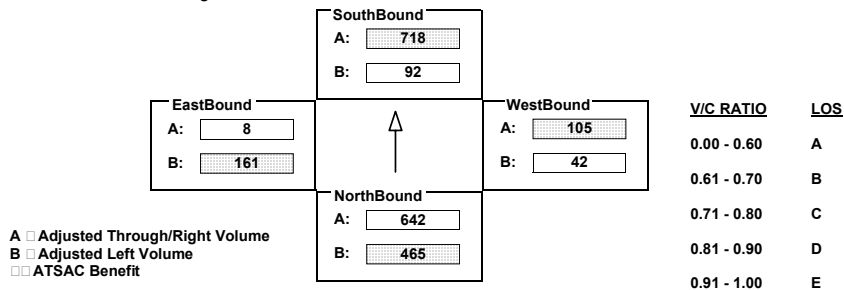 SouthBound
A: 718
B: 92
EastBound
A: 8
B: 161
WestBound
A: 105
B: 42
NorthBound
A: 642
B: 465
A □ Adjusted Through/Right Volume
B □ Adjusted Left Volume
□□ ATSAC Benefit
V/C RATIO LOS
0.00 - 0.60 A
0.61 - 0.70 B
0.71 - 0.80 C
0.81 - 0.90 D
0.91 - 1.00 E